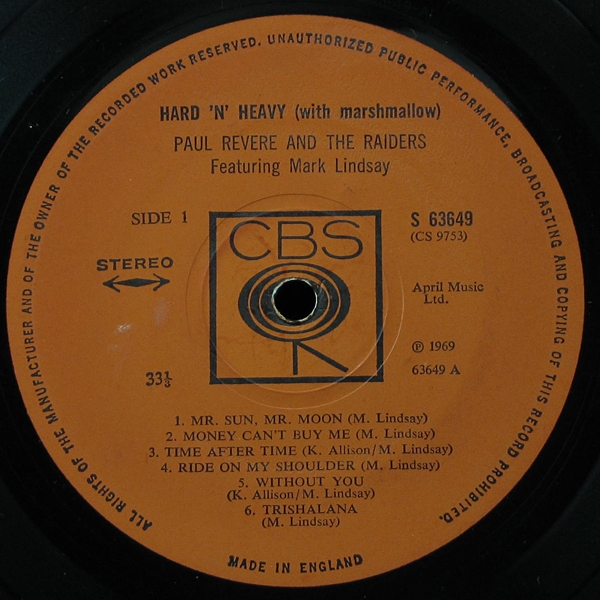 ALL RIGHTS OF THE MANUFACTURER AND OF THE OWNER OF THE RECORDED WORK RESERVED. UNAUTHORIZED PUBLIC PERFORMANCE, BROADCASTING AND COPYING OF THIS RECORD PROHIBITED.
HARD 'N' HEAVY (with marshmallow)
PAUL REVERE AND THE RAIDERS
Featuring Mark Lindsay
SIDE 1
CBS
S 63649
(CS 9753)
STEREO
April Music
Ltd.
℗ 1969
63649 A
33⅓
1. MR. SUN, MR. MOON (M. Lindsay)
2. MONEY CAN'T BUY ME (M. Lindsay)
3. TIME AFTER TIME (K. Allison/M. Lindsay)
4. RIDE ON MY SHOULDER (M. Lindsay)
5. WITHOUT YOU
(K. Allison/M. Lindsay)
6. TRISHALANA
(M. Lindsay)
MADE IN ENGLAND